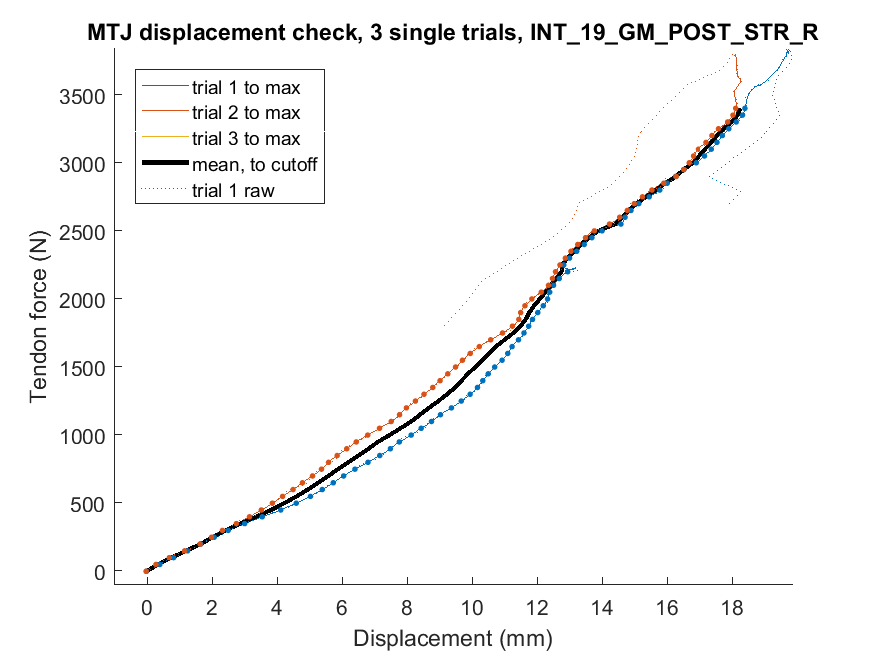 MTJ displacement check, 3 single trials, INT_19_GM_POST_STR_R
trial 1 to max
trial 2 to max
trial 3 to max
mean, to cutoff
trial 1 raw
3500
3000
2500
2000
1500
1000
500
0
Tendon force (N)
0 2 4 6 8 10 12 14 16 18
Displacement (mm)